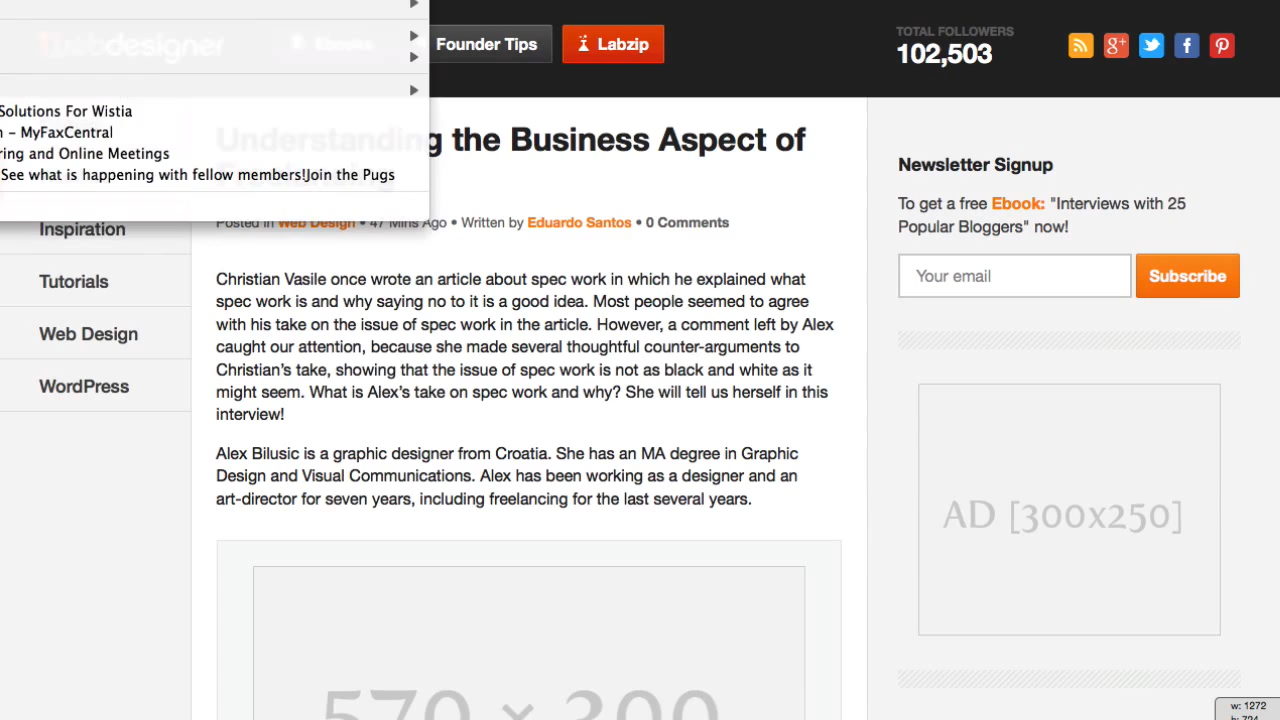 1stwebdesigner
Ebooks
Founder Tips
Labzip
TOTAL FOLLOWERS
102,503
Solutions For Wistia
– MyFaxCentral
ring and Online Meetings
See what is happening with fellow members!Join the Pugs
Understanding the Business Aspect of
Posted in Web Design • 47 Mins Ago • Written by Eduardo Santos • 0 Comments
Inspiration
Tutorials
Web Design
WordPress
Christian Vasile once wrote an article about spec work in which he explained what
spec work is and why saying no to it is a good idea. Most people seemed to agree
with his take on the issue of spec work in the article. However, a comment left by Alex
caught our attention, because she made several thoughtful counter-arguments to
Christian’s take, showing that the issue of spec work is not as black and white as it
might seem. What is Alex’s take on spec work and why? She will tell us herself in this
interview!
Alex Bilusic is a graphic designer from Croatia. She has an MA degree in Graphic
Design and Visual Communications. Alex has been working as a designer and an
art-director for seven years, including freelancing for the last several years.
570 × 300
Newsletter Signup
To get a free Ebook: "Interviews with 25
Popular Bloggers" now!
Your email
Subscribe
AD [300x250]
w: 1272
h: 724